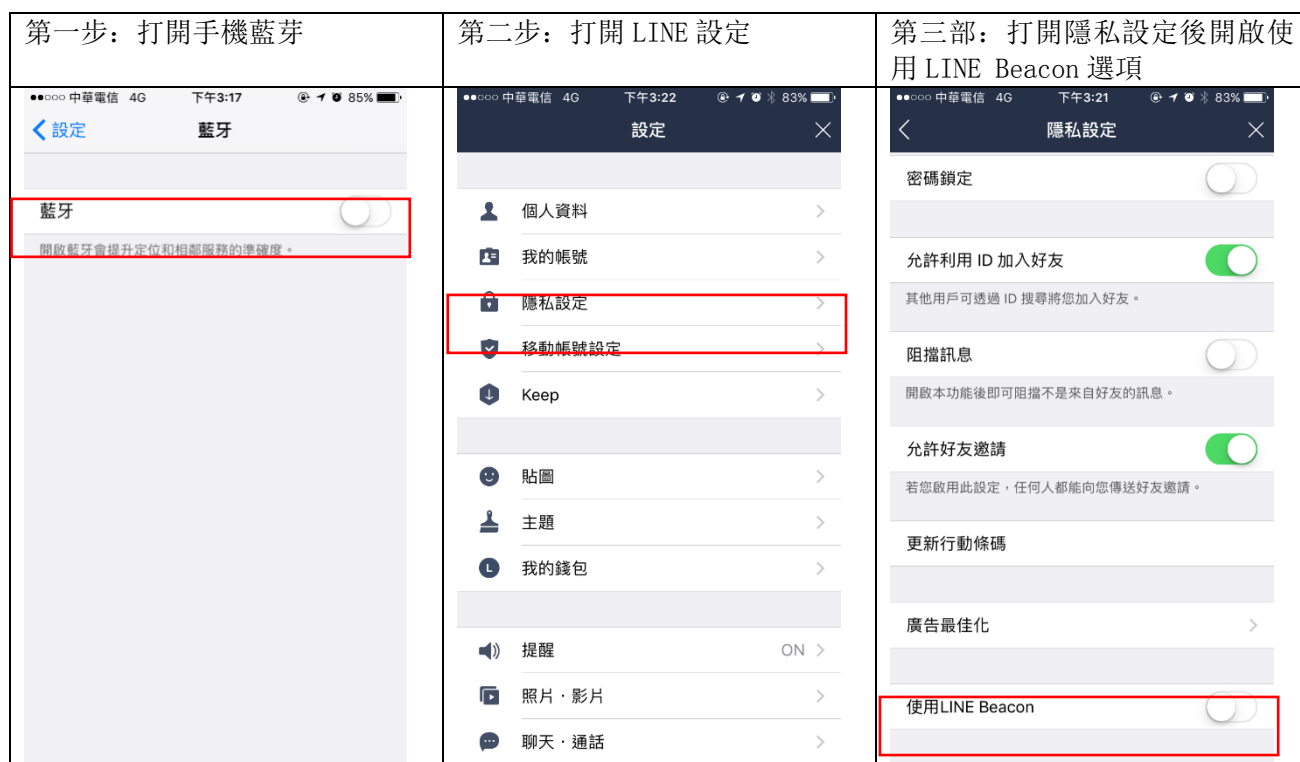 第一步：打開手機藍芽
第二步：打開 LINE 設定
第三部：打開隱私設定後開啟使
用 LINE Beacon 選項
中華電信 4G 下午3:17 85%
設定 藍牙
藍牙
開啟藍牙會提升定位和相鄰服務的準確度。
中華電信 4G 下午3:22 83%
設定
個人資料
我的帳號
隱私設定
移動帳號設定
Keep
貼圖
主題
L 我的錢包
提醒 ON
照片・影片
聊天・通話
中華電信 4G 下午3:21 83%
隱私設定
密碼鎖定
允許利用 ID 加入好友
其他用戶可透過 ID 搜尋將您加入好友。
阻擋訊息
開啟本功能後即可阻擋不是來自好友的訊息。
允許好友邀請
若您啟用此設定，任何人都能向您傳送好友邀請。
更新行動條碼
廣告最佳化
使用LINE Beacon